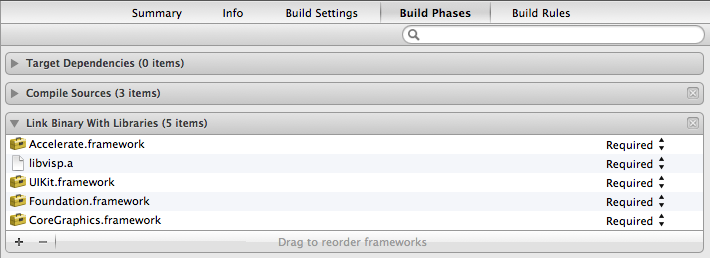 Summary Info Build Settings Build Phases Build Rules
Target Dependencies (0 items)
Compile Sources (3 items)
Link Binary With Libraries (5 items)
Accelerate.framework Required
libvisp.a Required
UIKit.framework Required
Foundation.framework Required
CoreGraphics.framework Required
+ − Drag to reorder frameworks